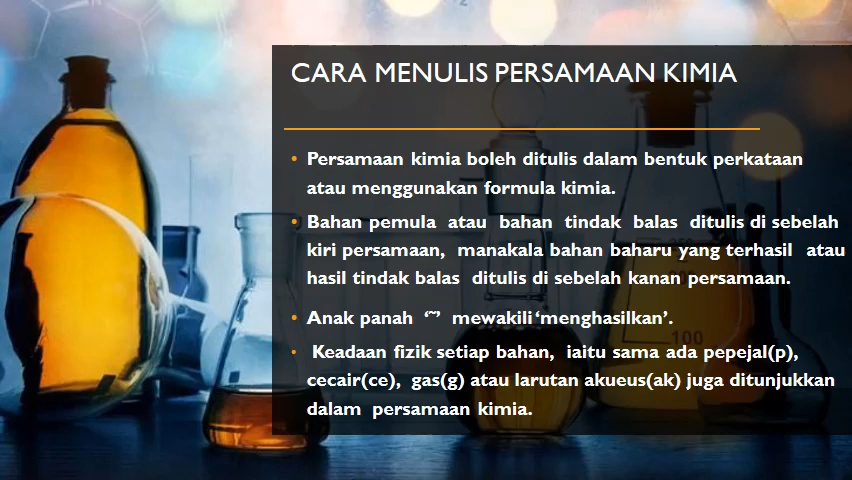 CARA MENULIS PERSAMAAN KIMIA
• Persamaan kimia boleh ditulis dalam bentuk perkataan
atau menggunakan formula kimia.
• Bahan pemula atau bahan tindak balas ditulis di sebelah
kiri persamaan, manakala bahan baharu yang terhasil atau
hasil tindak balas ditulis di sebelah kanan persamaan.
• Anak panah ‘~’ mewakili ‘menghasilkan’.
• Keadaan fizik setiap bahan, iaitu sama ada pepejal(p),
cecair(ce), gas(g) atau larutan akueus(ak) juga ditunjukkan
dalam persamaan kimia.
100